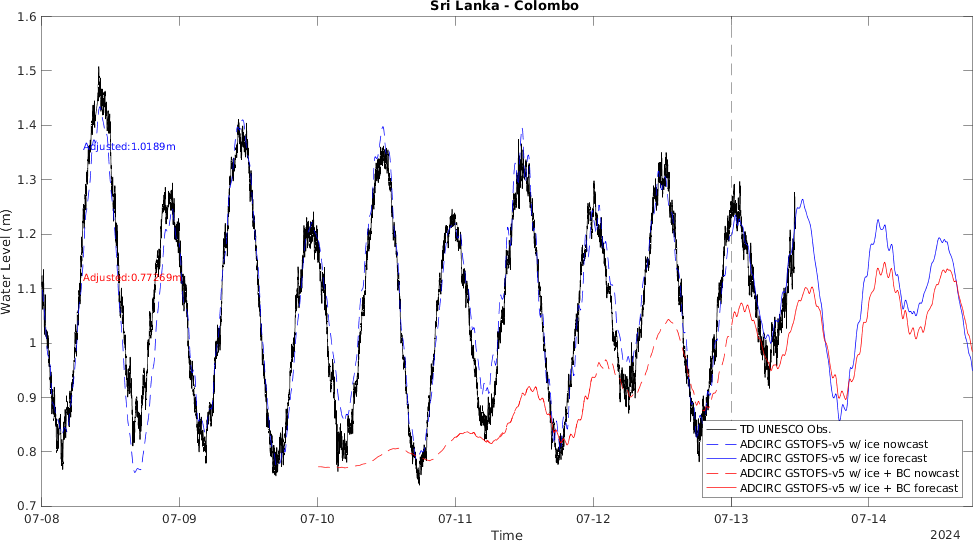 Sri Lanka - Colombo
1.6
1.5
1.4
1.3
1.2
1.1
1
0.9
0.8
0.7
Water Level (m)
Adjusted:1.0189m
Adjusted:0.77169m
TD UNESCO Obs.
ADCIRC GSTOFS-v5 w/ ice nowcast
ADCIRC GSTOFS-v5 w/ ice forecast
ADCIRC GSTOFS-v5 w/ ice + BC nowcast
ADCIRC GSTOFS-v5 w/ ice + BC forecast
07-08 07-09 07-10 07-11 07-12 07-13 07-14
Time
2024